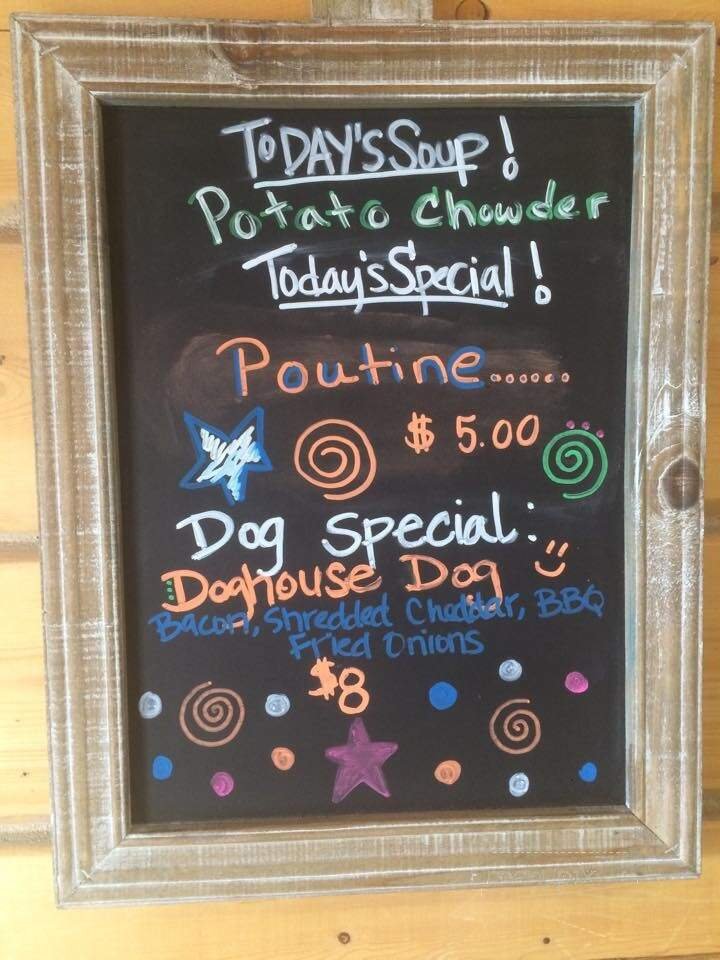 ToDAY'S Soup!
Potato Chowder
Today's Special!
Poutine......
$ 5.00
Dog Special:
Doghouse Dog
Bacon, Shredded Cheddar, BBQ
Fried Onions
$8